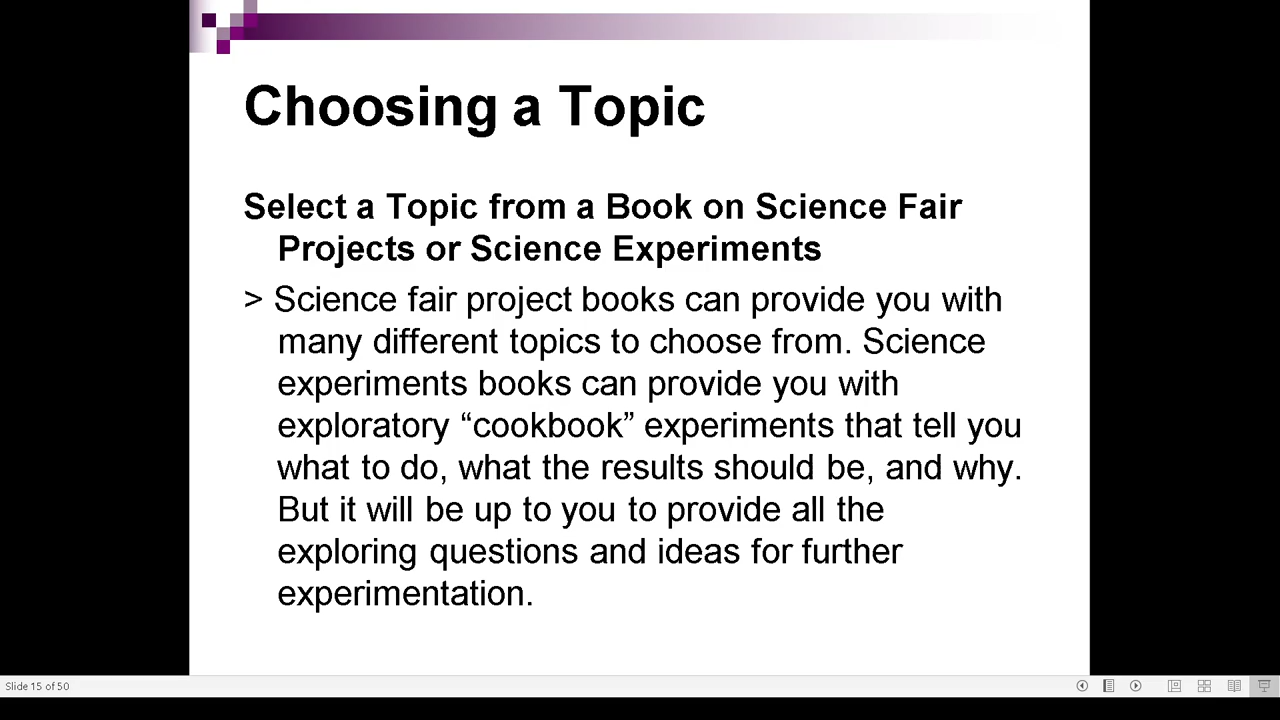 Choosing a Topic
Select a Topic from a Book on Science Fair
Projects or Science Experiments
> Science fair project books can provide you with
many different topics to choose from. Science
experiments books can provide you with
exploratory “cookbook” experiments that tell you
what to do, what the results should be, and why.
But it will be up to you to provide all the
exploring questions and ideas for further
experimentation.
Slide 15 of 50